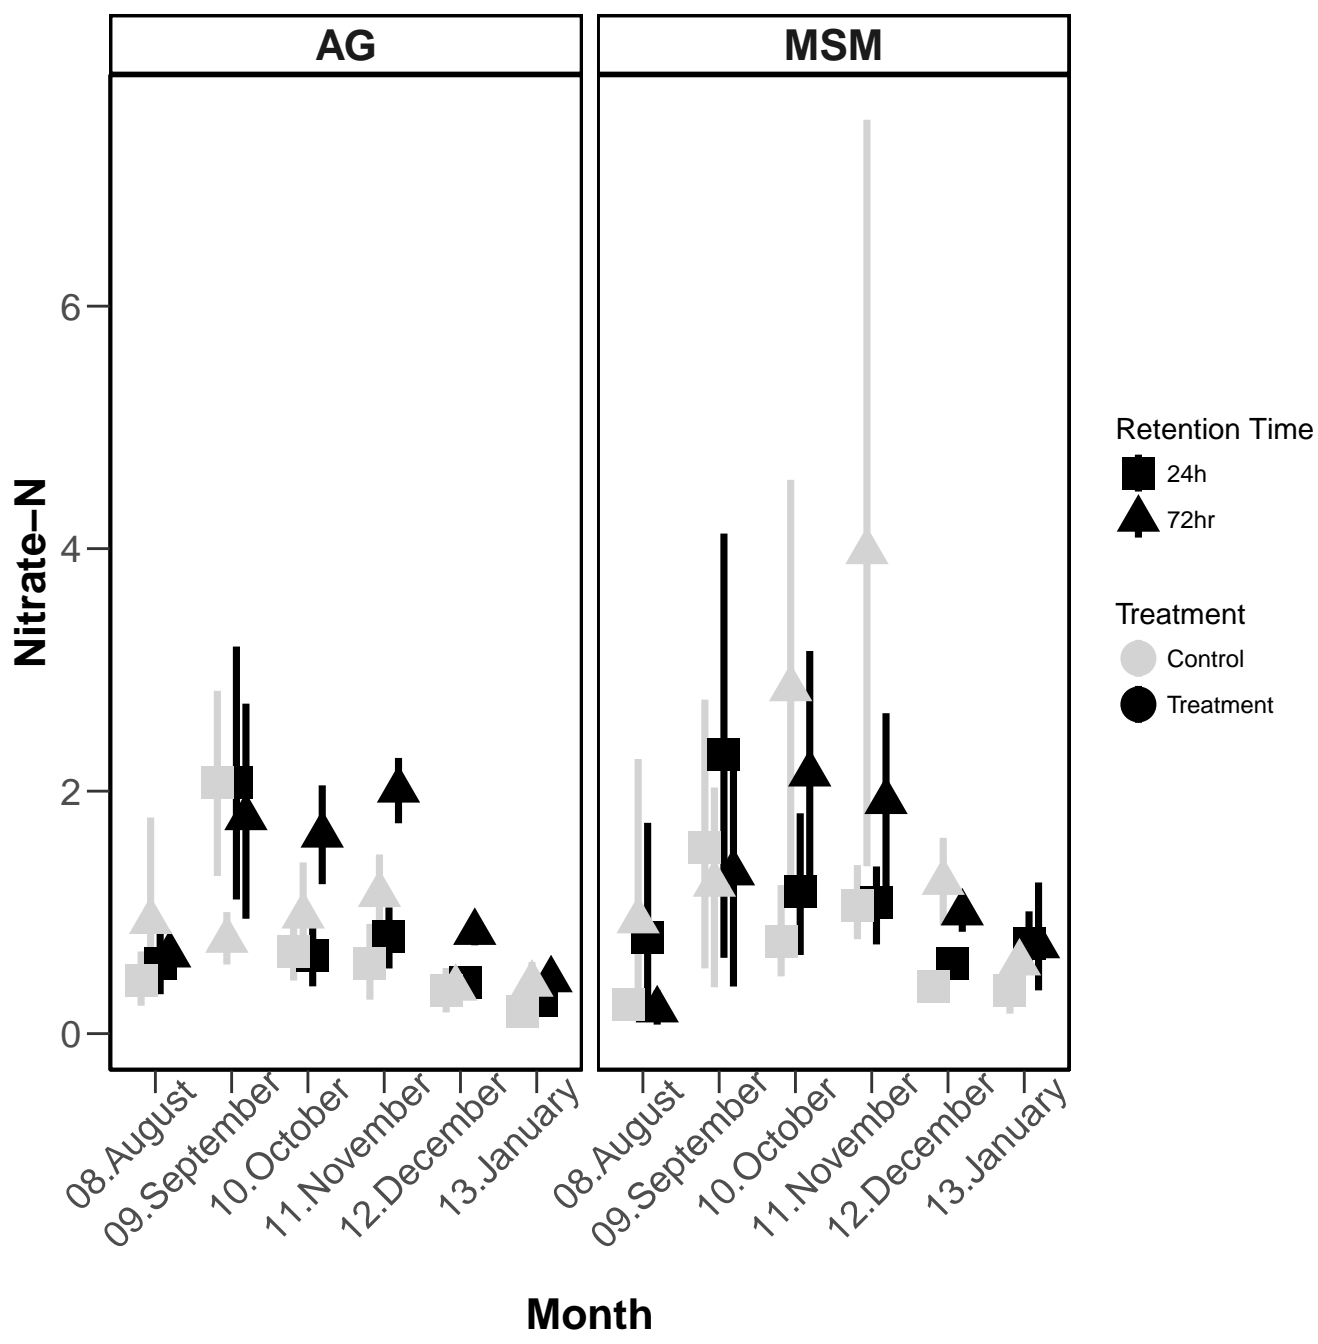 AG
MSM
Nitrate–N
6
4
2
0
08.August
09.September
10.October
11.November
12.December
13.January
08.August
09.September
10.October
11.November
12.December
13.January
Month
Retention Time
24h
72hr
Treatment
Control
Treatment